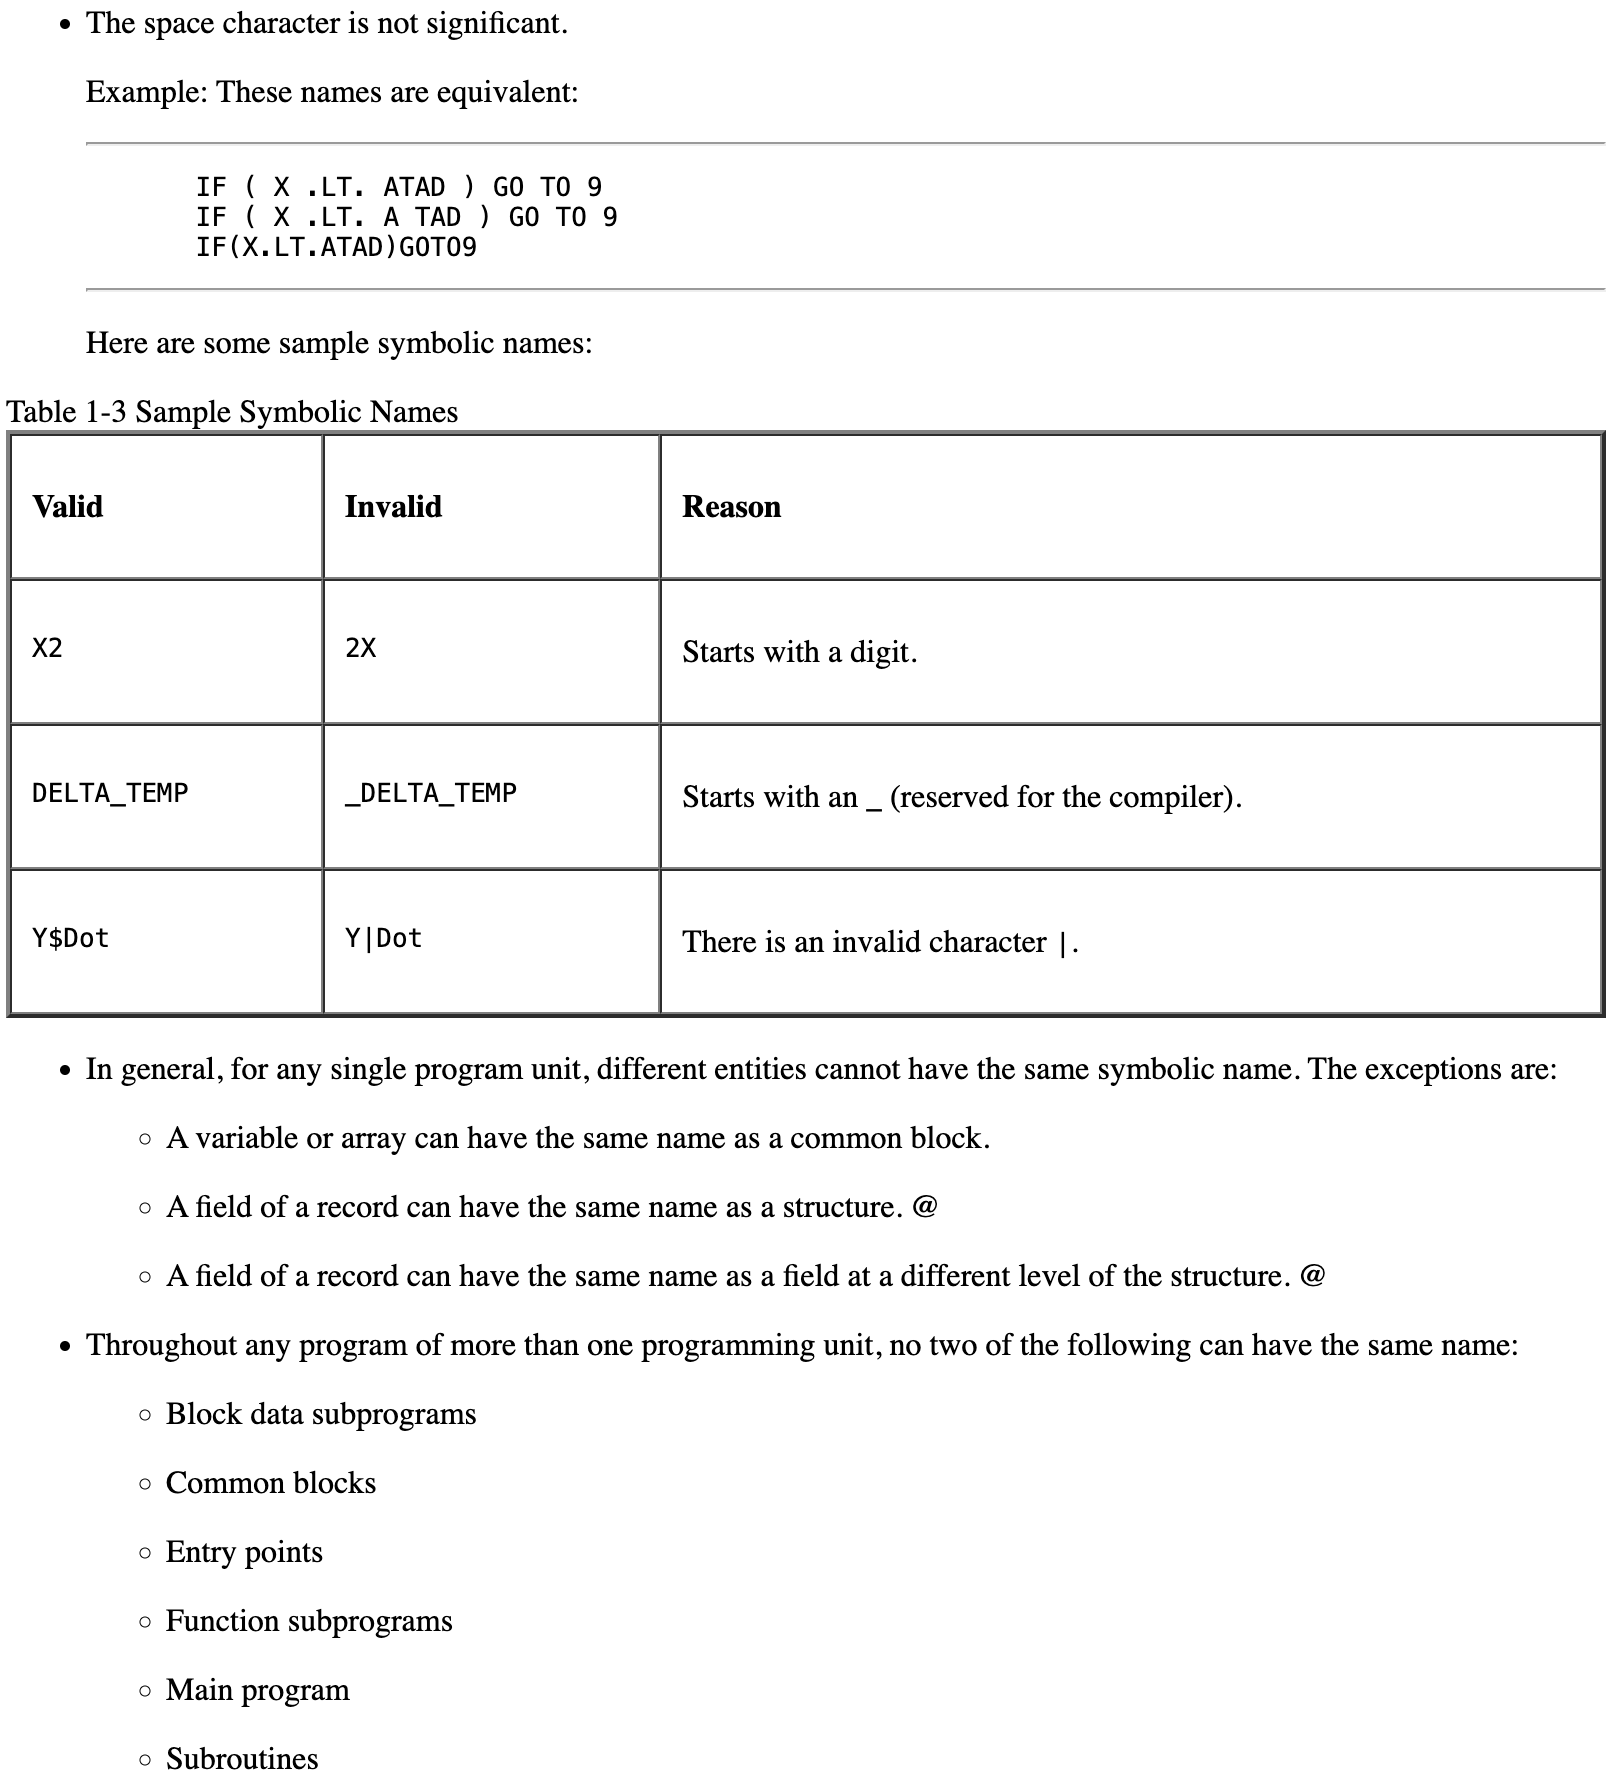 • The space character is not significant.
Example: These names are equivalent:
IF ( X .LT. ATAD ) GO TO 9
IF ( X .LT. A TAD ) GO TO 9
IF(X.LT.ATAD)GOTO9
Here are some sample symbolic names:
Table 1-3 Sample Symbolic Names
Valid Invalid Reason
X2 2X Starts with a digit.
DELTA_TEMP _DELTA_TEMP Starts with an _ (reserved for the compiler).
Y$Dot Y|Dot There is an invalid character |.
• In general, for any single program unit, different entities cannot have the same symbolic name. The exceptions are:
◦ A variable or array can have the same name as a common block.
◦ A field of a record can have the same name as a structure. @
◦ A field of a record can have the same name as a field at a different level of the structure. @
• Throughout any program of more than one programming unit, no two of the following can have the same name:
◦ Block data subprograms
◦ Common blocks
◦ Entry points
◦ Function subprograms
◦ Main program
◦ Subroutines